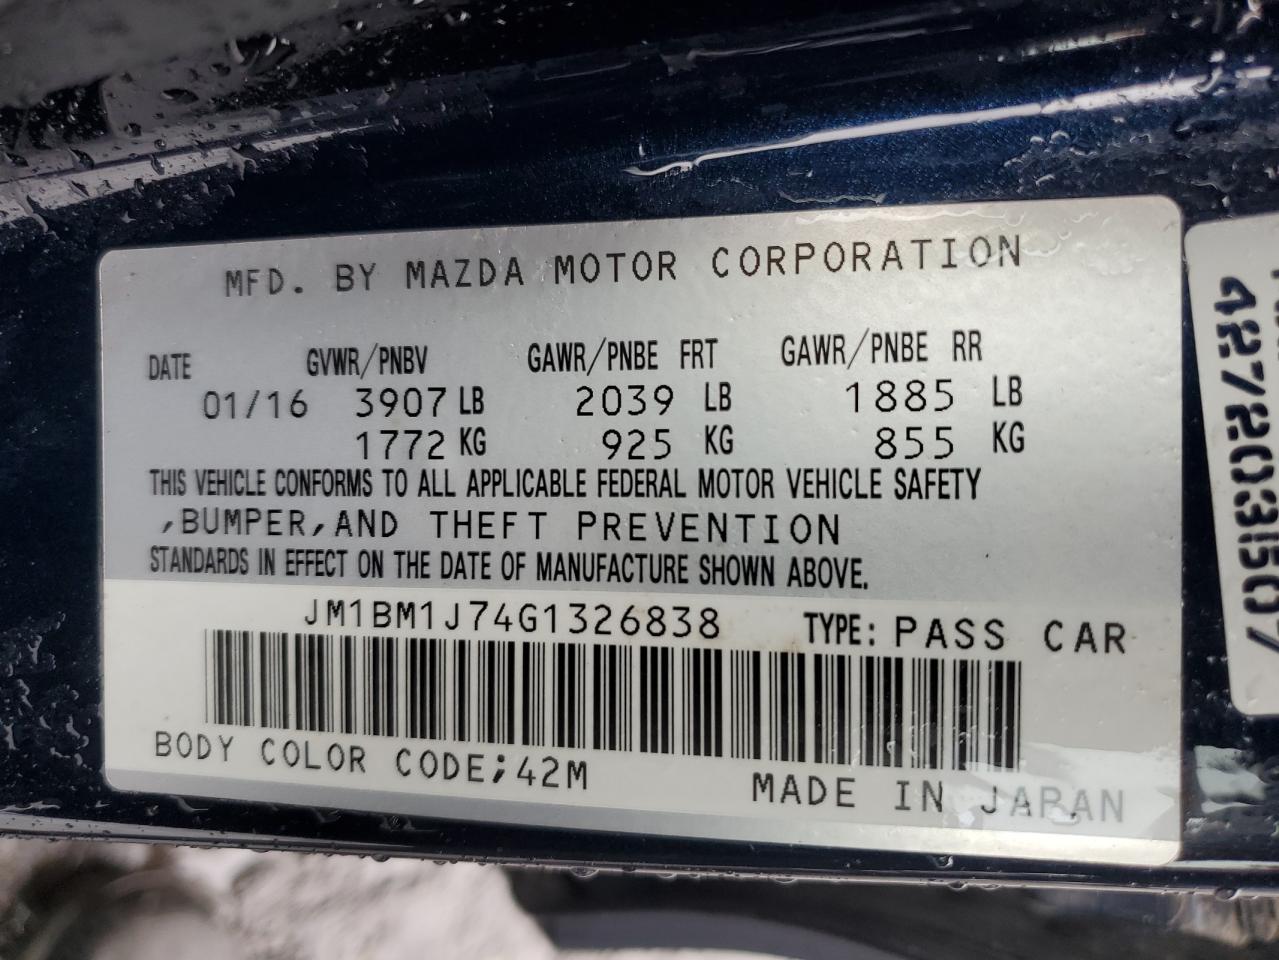 MFD. BY MAZDA MOTOR CORPORATION
DATE GVWR/PNBV GAWR/PNBE FRT GAWR/PNBE RR
01/16 3907 LB 2039 LB 1885 LB
1772 KG 925 KG 855 KG
THIS VEHICLE CONFORMS TO ALL APPLICABLE FEDERAL MOTOR VEHICLE SAFETY
,BUMPER,AND THEFT PREVENTION
STANDARDS IN EFFECT ON THE DATE OF MANUFACTURE SHOWN ABOVE.
JM1BM1J74G1326838 TYPE: PASS CAR
BODY COLOR CODE;42M MADE IN JAPAN